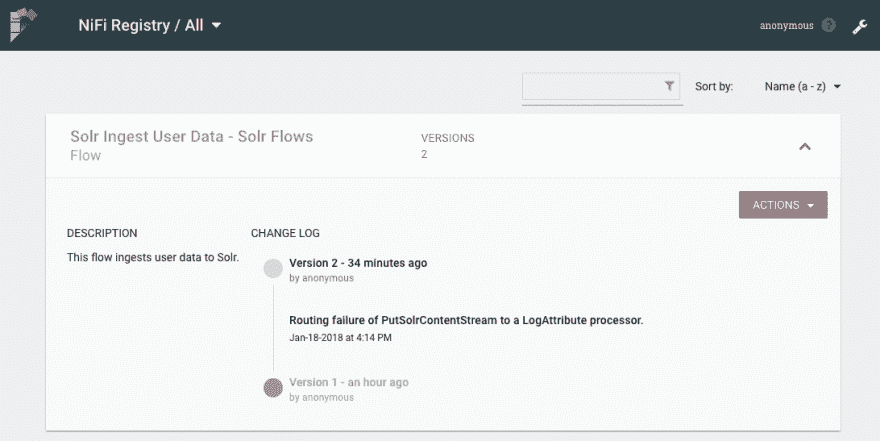 NiFi Registry / All
anonymous
Sort by:
Name (a - z)
Solr Ingest User Data - Solr Flows
Flow
VERSIONS
2
ACTIONS
DESCRIPTION
This flow ingests user data to Solr.
CHANGE LOG
Version 2 - 34 minutes ago
by anonymous
Routing failure of PutSolrContentStream to a LogAttribute processor.
Jan-18-2018 at 4:14 PM
Version 1 - an hour ago
by anonymous